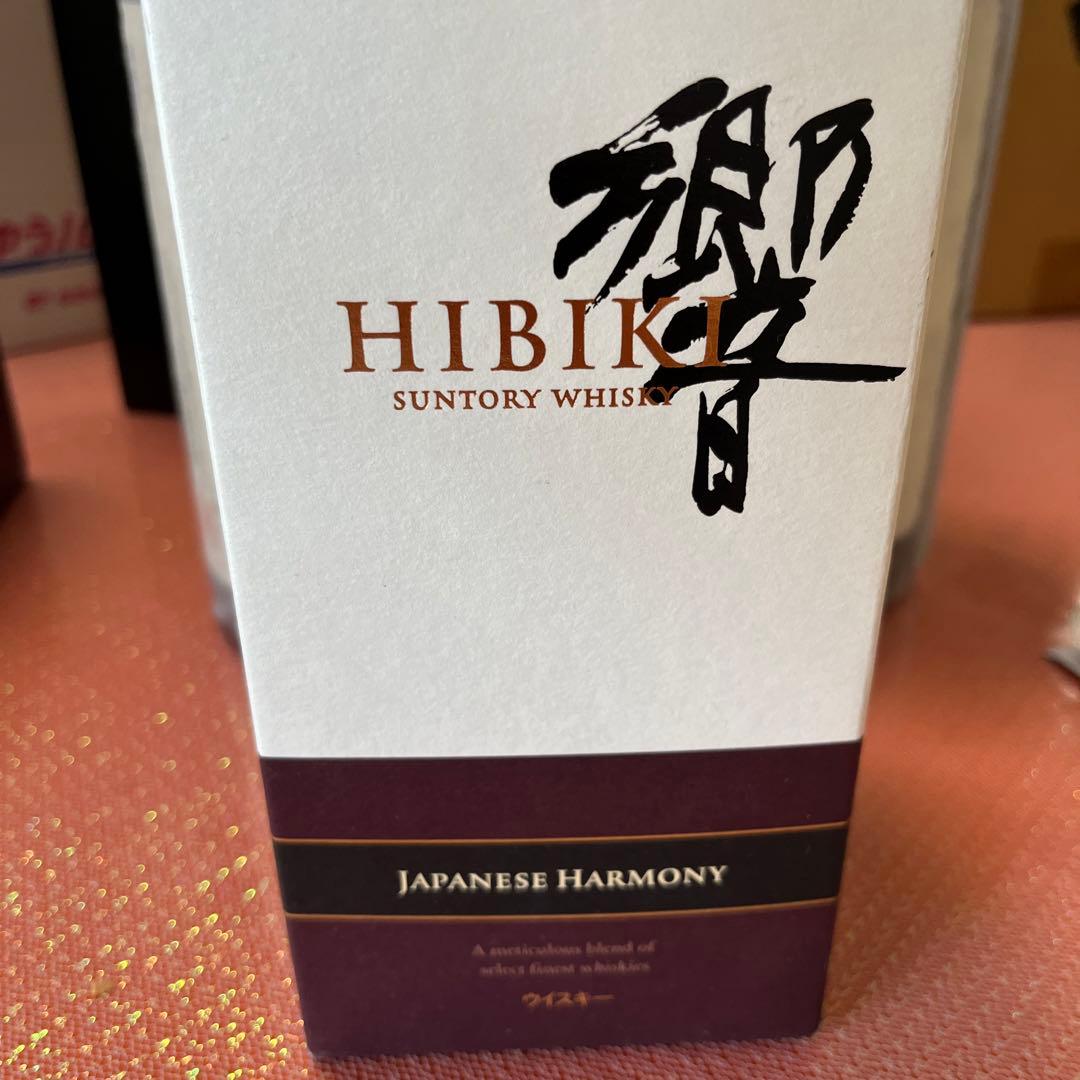 響
HIBIKI
SUNTORY WHISKY
JAPANESE HARMONY
A meticulous blend of
select finest whiskies
ウイスキー